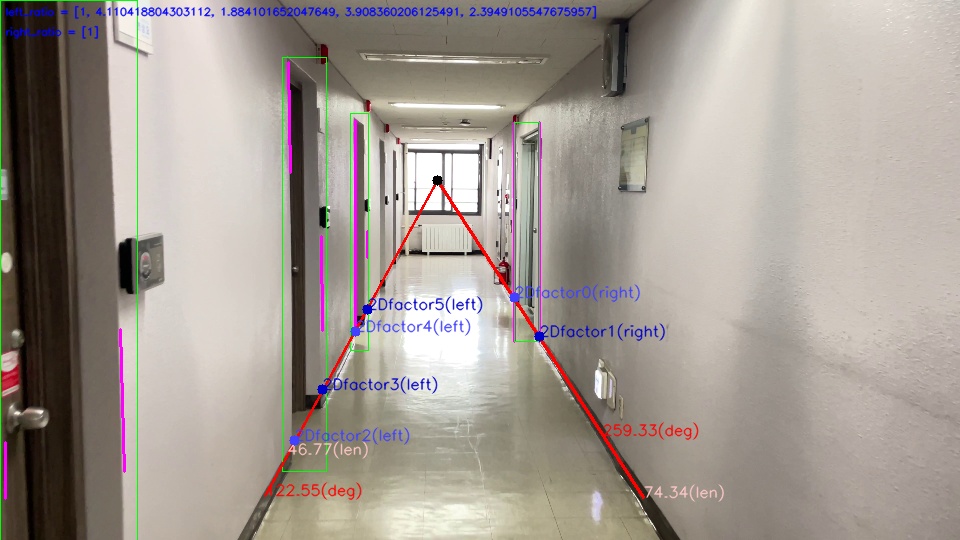 left_ratio = [1, 4.110418804303112, 1.884101652047649, 3.908360206125491, 2.3949105547675957]
right_ratio = [1]
2Dfactor0(right)
2Dfactor5(left)
2Dfactor4(left)
2Dfactor1(right)
2Dfactor3(left)
2Dfactor2(left)
259.33(deg)
46.77(len)
22.55(deg)
74.34(len)